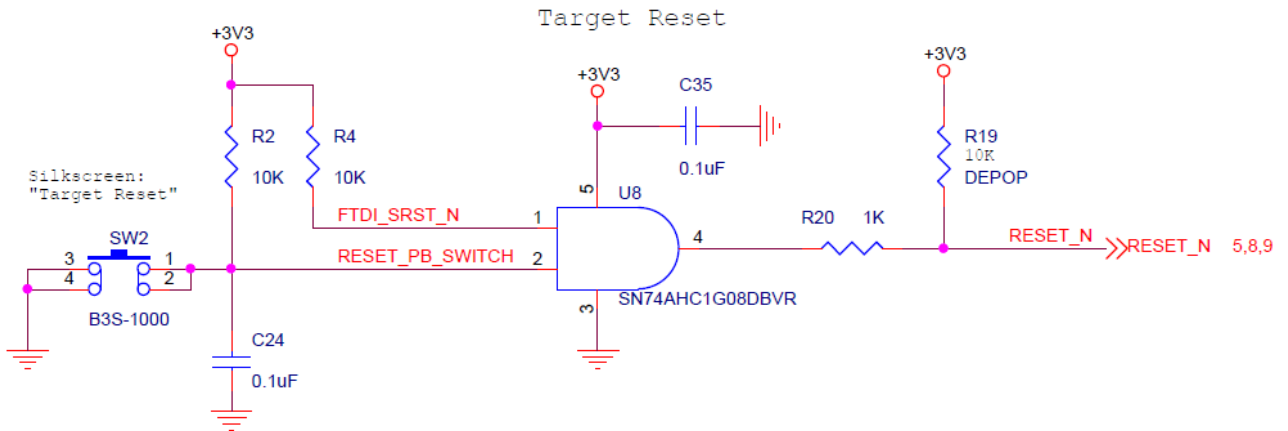 Target Reset
+3V3
+3V3
+3V3
C35
0.1uF
R2
10K
R4
10K
R19
10K
DEPOP
Silkscreen:
"Target Reset"
5
U8
FTDI_SRST_N
1
R20 1K
SW2
RESET_PB_SWITCH
2
4
RESET_N
RESET_N 5,8,9
3
4
1
2
B3S-1000
3
SN74AHC1G08DBVR
C24
0.1uF